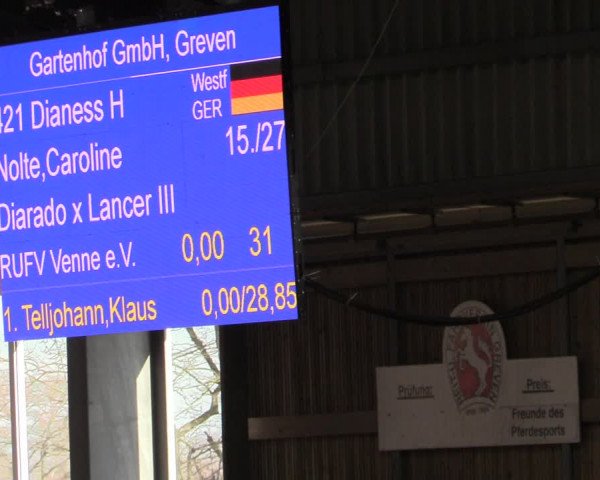 Gartenhof GmbH, Greven
421 Dianess H Westf
GER
15./27
Nolte,Caroline
Diarado x Lancer III
RUFV Venne e.V. 0,00 31
1. Telljohann,Klaus 0,00/28,85
Prüfung: Preis:
Freunde des
Pferdesports